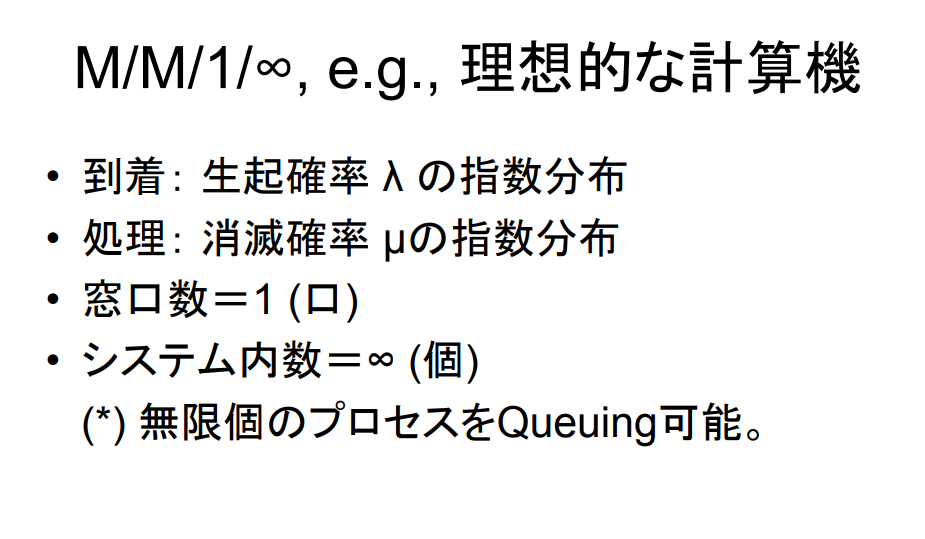 M/M/1/∞, e.g., 理想的な計算機
• 到着： 生起確率 λ の指数分布
• 処理： 消滅確率 μの指数分布
• 窓口数＝1 (口)
• システム内数＝∞ (個)
(*) 無限個のプロセスをQueuing可能。